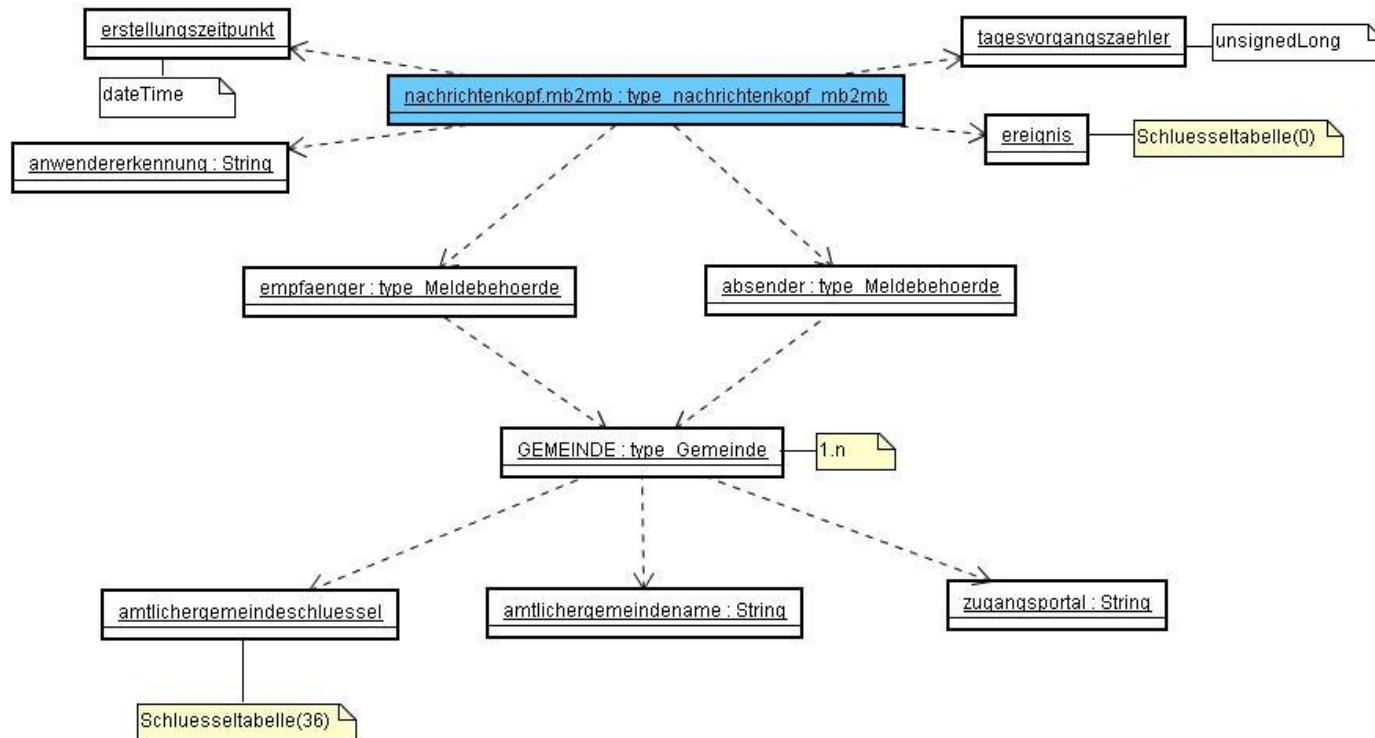 erstellungszeitpunkt
tagesvorgangszaehler
unsignedLong
dateTime
nachrichtenkopf.mb2mb : type_nachrichtenkopf_mb2mb
ereignis
Schluesseltabelle(0)
anwendererkennung : String
empfaenger : type_Meldebehoerde
absender : type_Meldebehoerde
GEMEINDE : type_Gemeinde
1.n
amtlichergemeindeschluessel
amtlichergemeindename : String
zugangsportal : String
Schluesseltabelle(36)